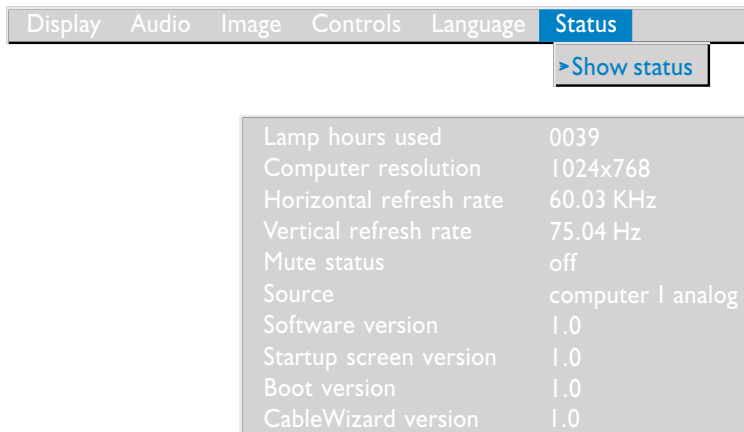 Display Audio Image Controls Language Status
>Show status
Lamp hours used 0039
Computer resolution 1024x768
Horizontal refresh rate 60.03 KHz
Vertical refresh rate 75.04 Hz
Mute status off
Source computer 1 analog
Software version 1.0
Startup screen version 1.0
Boot version 1.0
CableWizard version 1.0